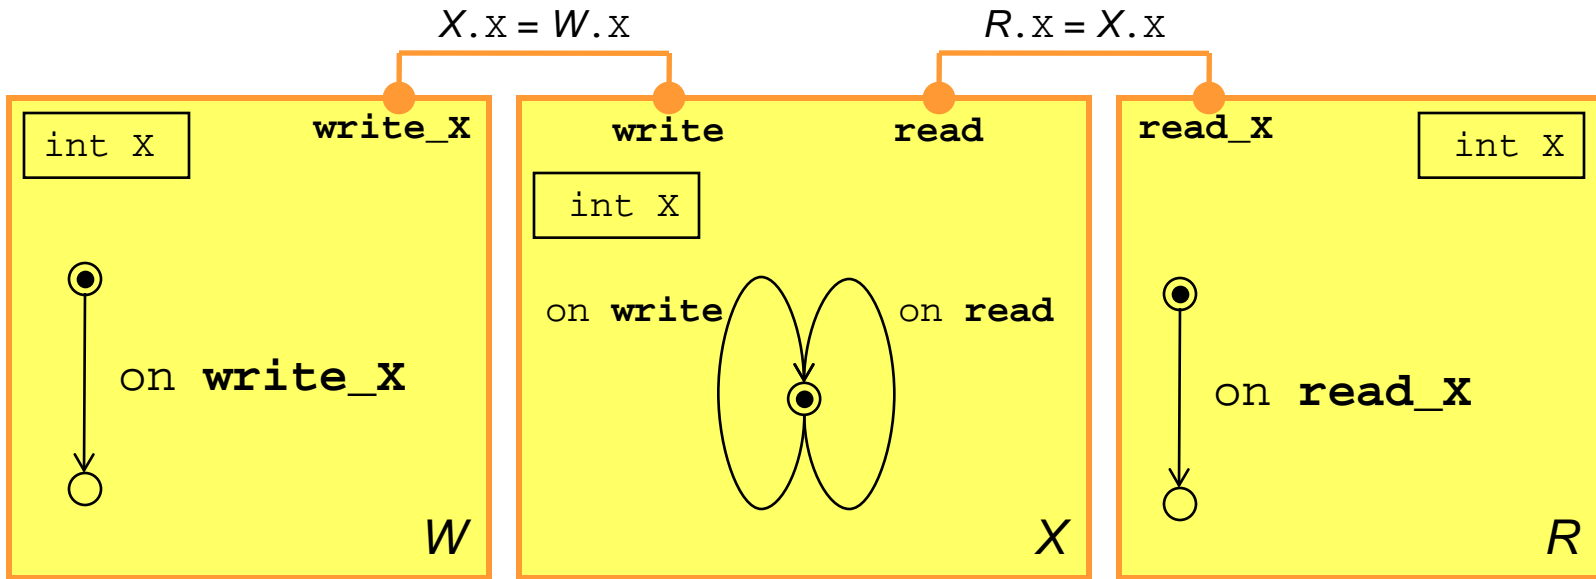 X.X = W.X
R.X = X.X
int X
write_X
write
read
read_X
int X
int X
on write
on read
on write_X
on read_X
W
X
R